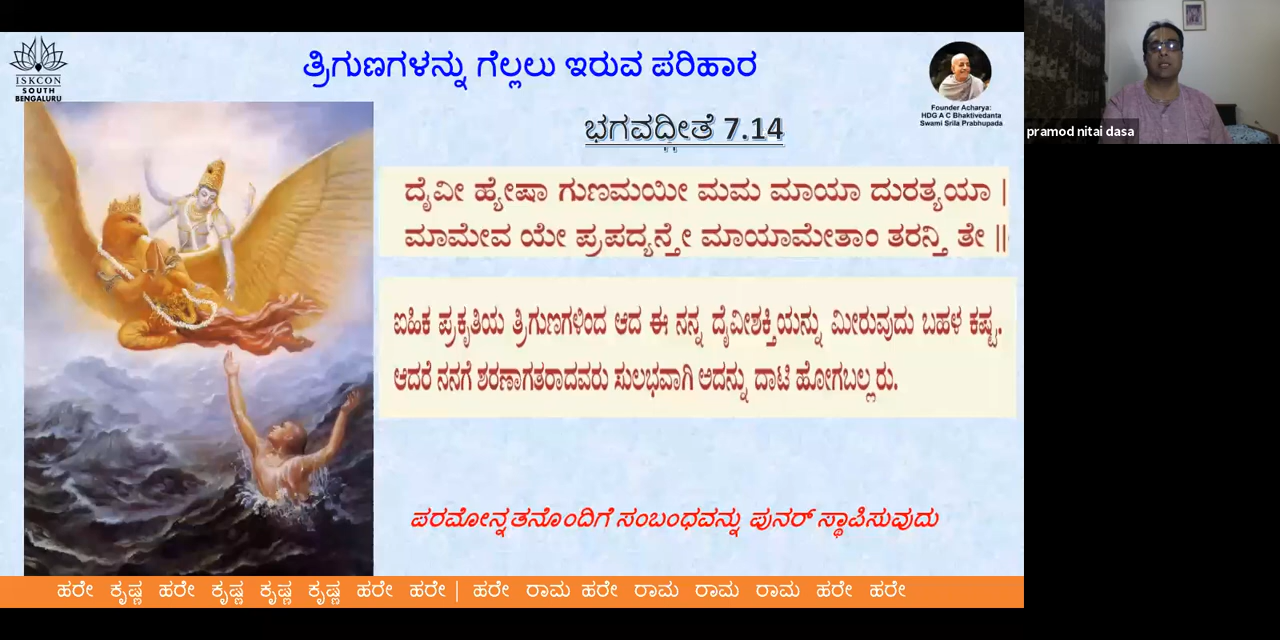 ISKCON
SOUTH
BENGALURU
ತ್ರಿಗುಣಗಳನ್ನು ಗೆಲ್ಲಲು ಇರುವ ಪರಿಹಾರ
Founder Acharya:
HDG A C Bhaktivedanta
Swami Srila Prabhupada
pramod nitai dasa
ಭಗವದ್ಗೀತೆ 7.14
ದೈವೀ ಹ್ಯೇಷಾ ಗುಣಮಯೀ ಮಮ ಮಾಯಾ ದುರತ್ಯಯಾ |
ಮಾಮೇವ ಯೇ ಪ್ರಪದ್ಯನ್ತೇ ಮಾಯಾಮೇತಾಂ ತರನ್ತಿ ತೇ ||
ಐಹಿಕ ಪ್ರಕೃತಿಯ ತ್ರಿಗುಣಗಳಿಂದ ಆದ ಈ ನನ್ನ ದೈವೀಶಕ್ತಿಯನ್ನು ಮೀರುವುದು ಬಹಳ ಕಷ್ಟ.
ಆದರೆ ನನಗೆ ಶರಣಾಗತರಾದವರು ಸುಲಭವಾಗಿ ಅದನ್ನು ದಾಟಿ ಹೋಗಬಲ್ಲರು.
ಪರಮೋನ್ನತನೊಂದಿಗೆ ಸಂಬಂಧವನ್ನು ಪುನರ್ ಸ್ಥಾಪಿಸುವುದು
ಹರೇ ಕೃಷ್ಣ ಹರೇ ಕೃಷ್ಣ ಕೃಷ್ಣ ಕೃಷ್ಣ ಹರೇ ಹರೇ | ಹರೇ ರಾಮ ಹರೇ ರಾಮ ರಾಮ ರಾಮ ಹರೇ ಹರೇ